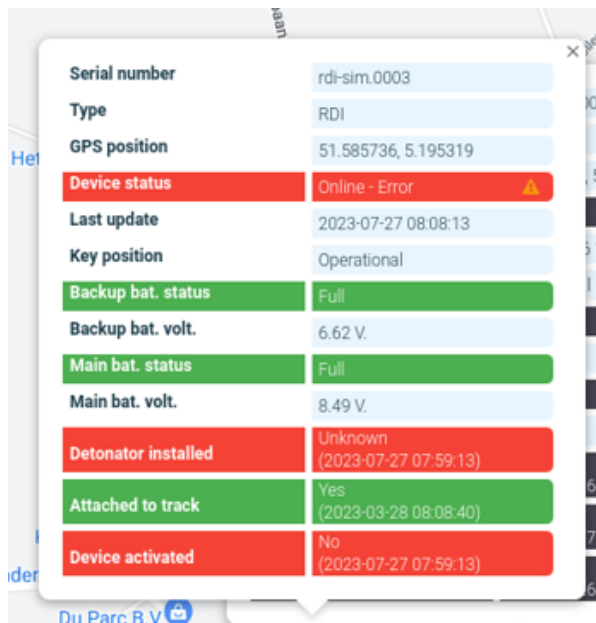 aan
×
Serial number rdi-sim.0003
Type RDI
GPS position 51.585736, 5.195319
Het
Device status Online - Error
Last update 2023-07-27 08:08:13
Key position Operational
Backup bat. status Full
Backup bat. volt. 6.62 V.
Main bat. status Full
Main bat. volt. 8.49 V.
Detonator installed Unknown
(2023-07-27 07:59:13)
Attached to track Yes
(2023-03-28 08:08:40)
Device activated No
(2023-07-27 07:59:13)
nder
Du Parc B.V